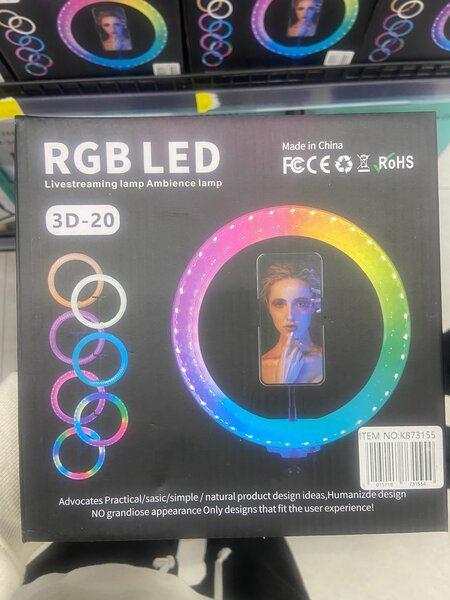 RGB LED
Livestreaming lamp Ambience lamp
3D-20
Made in China
FC CE RoHS
ITEM NO:K873155
Advocates Practical/sasic/simple / natural product design ideas,Humanizde design
NO grandiose appearance Only designs that fit the user experience!